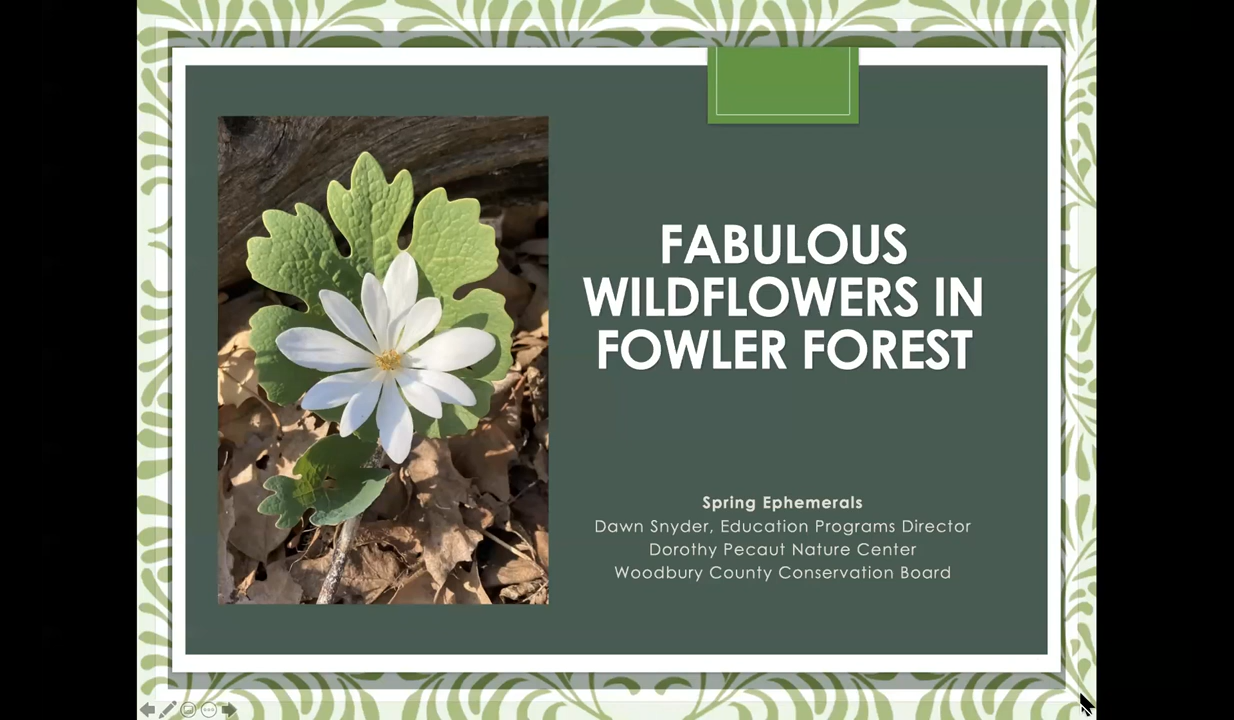 FABULOUS
WILDFLOWERS IN
FOWLER FOREST
Spring Ephemerals
Dawn Snyder, Education Programs Director
Dorothy Pecaut Nature Center
Woodbury County Conservation Board